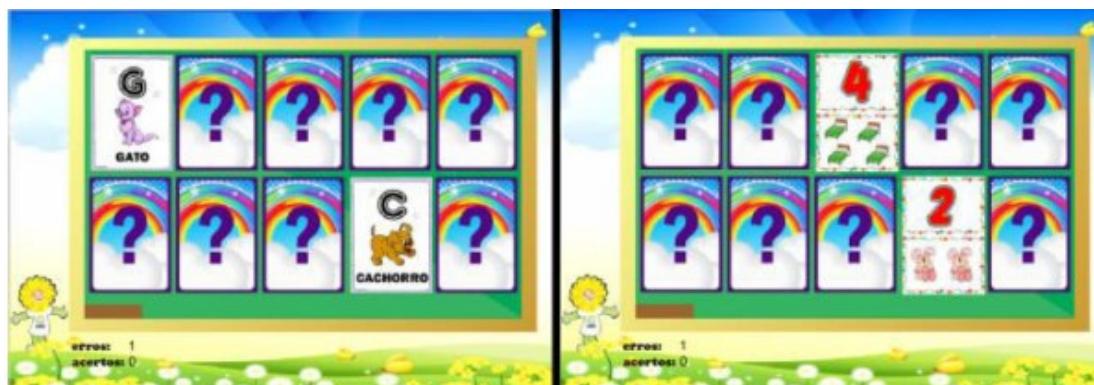 G
GATO
? ? ? ?
? ? ?
C
CACHORRO
?
erros: 1
acertos: 0
? ?
4
? ?
? ? ?
2
?
erros: 1
acertos: 0